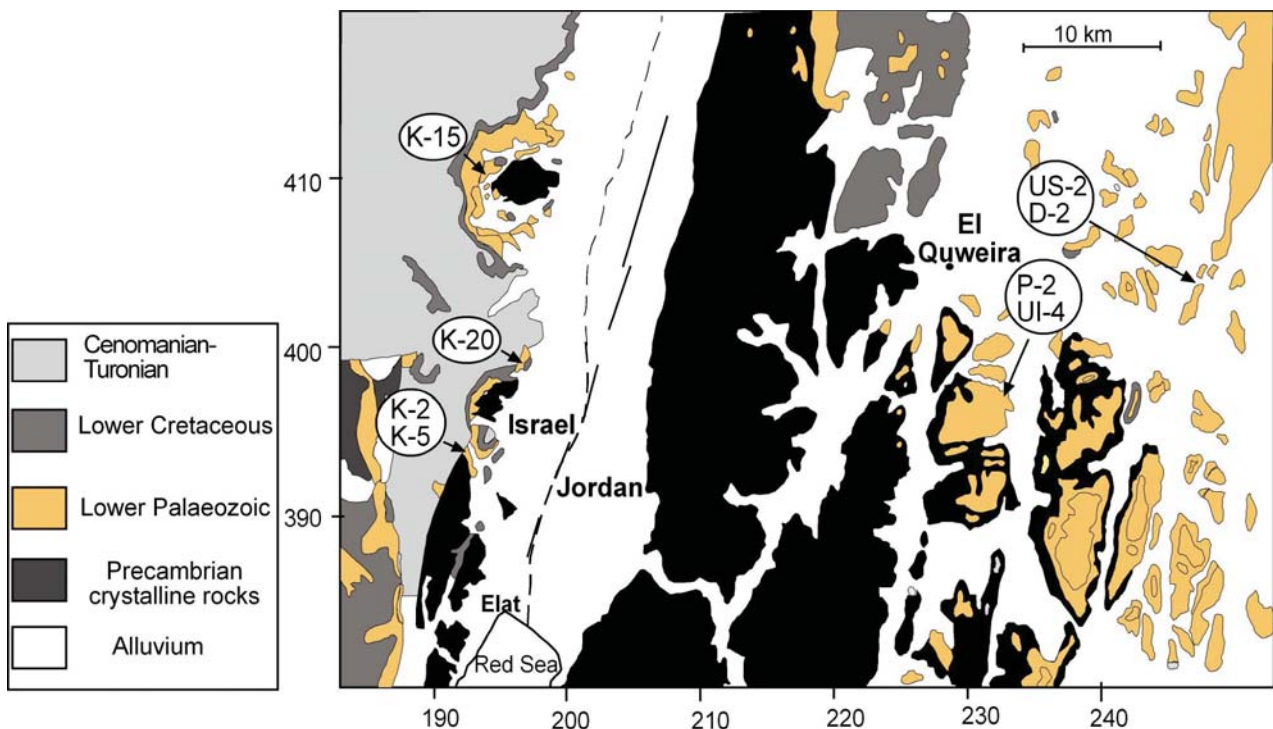 10 km
K-15
410
US-2
D-2
El
Quweira
P-2
UI-4
400
K-20
K-2
K-5
Israel
Jordan
390
Elat
Red Sea
190
200
210
220
230
240
Cenomanian-
Turonian
Lower Cretaceous
Lower Palaeozoic
Precambrian
crystalline rocks
Alluvium